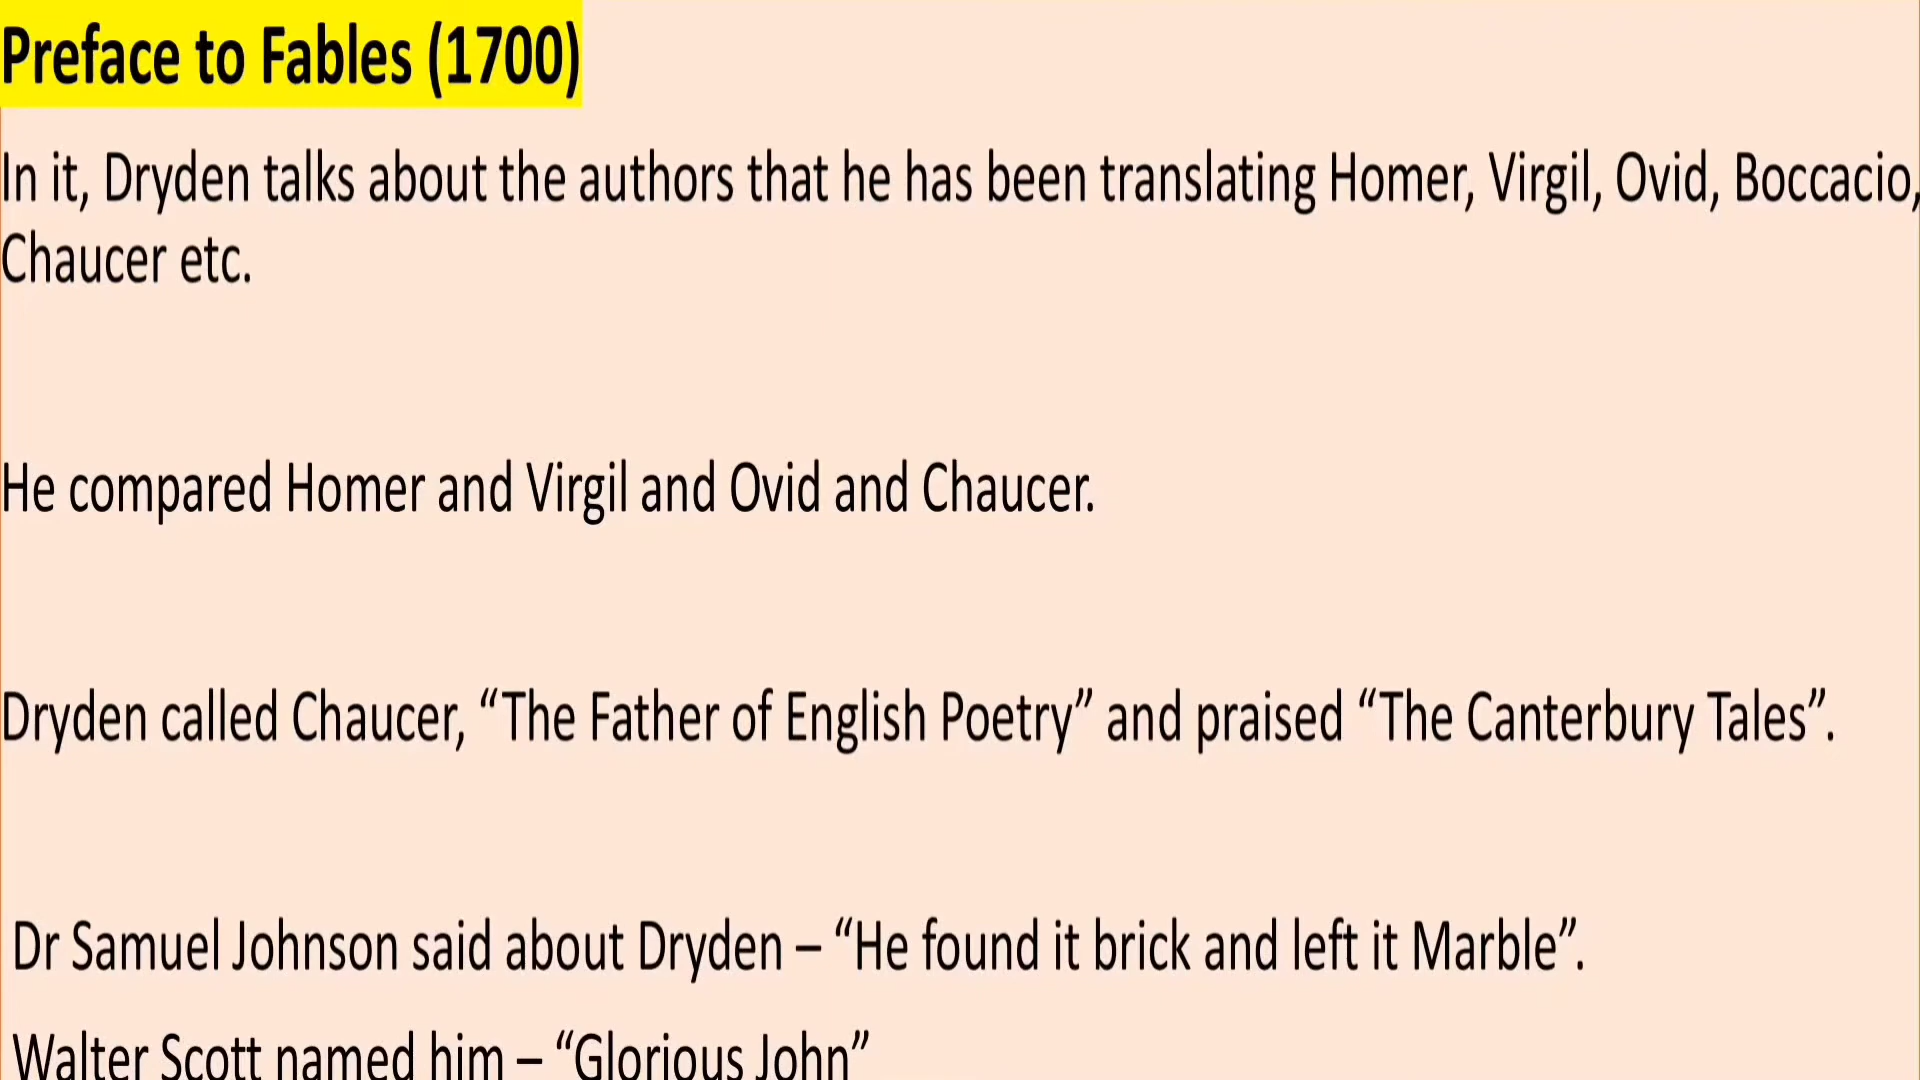 Preface to Fables (1700)
In it, Dryden talks about the authors that he has been translating Homer, Virgil, Ovid, Boccacio,
Chaucer etc.
He compared Homer and Virgil and Ovid and Chaucer.
Dryden called Chaucer, “The Father of English Poetry” and praised “The Canterbury Tales”.
Dr Samuel Johnson said about Dryden – “He found it brick and left it Marble”.
Walter Scott named him – “Glorious John”